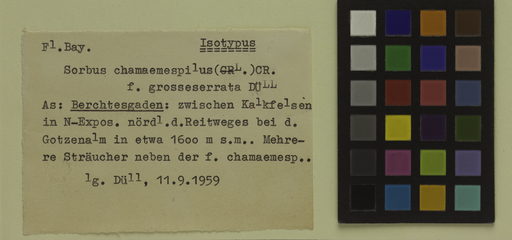 Fl.Bay. Isotypus
Sorbus chamaemespilus(CRL.)CR.
f. grosseserrata DÜLL
As: Berchtesgaden: zwischen Kalkfelsen
in N-Expos. nördl.d.Reitweges bei d.
Gotzenalm in etwa 1600 m s.m.. Mehre-
re Sträucher neben der f. chamaemesp..
lg. Düll, 11.9.1959